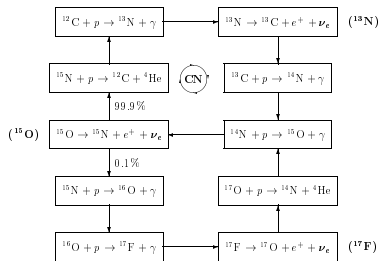 ¹²C + p → ¹³N + γ
¹³N → ¹³C + e⁺ + νₑ (¹³N)
¹⁵N + p → ¹²C + ⁴He
CN
¹³C + p → ¹⁴N + γ
99.9%
(¹⁵O) ¹⁵O → ¹⁵N + e⁺ + νₑ
¹⁴N + p → ¹⁵O + γ
0.1%
¹⁵N + p → ¹⁶O + γ
¹⁷O + p → ¹⁴N + ⁴He
¹⁶O + p → ¹⁷F + γ
¹⁷F → ¹⁷O + e⁺ + νₑ (¹⁷F)